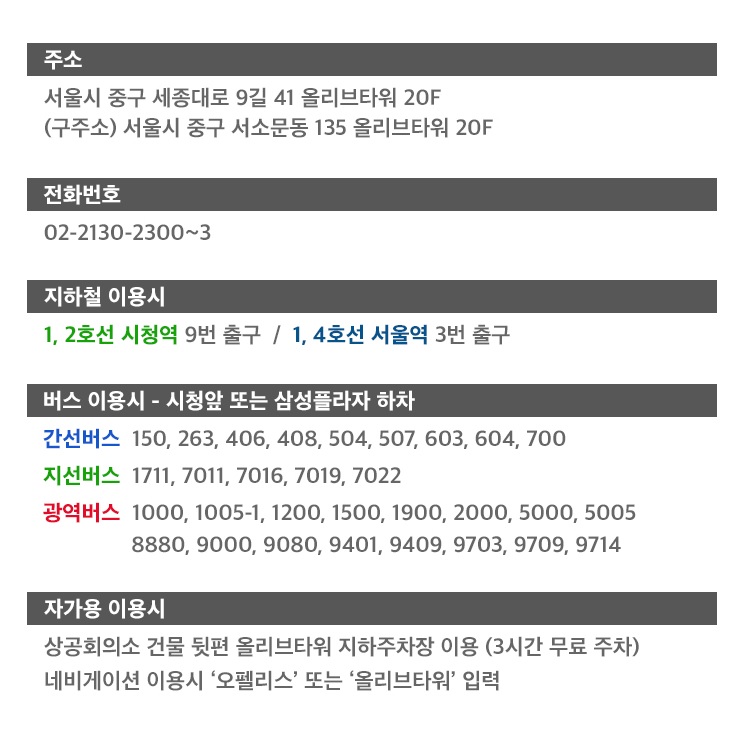 주소
서울시 중구 세종대로 9길 41 올리브타워 20F
(구주소) 서울시 중구 서소문동 135 올리브타워 20F
전화번호
02-2130-2300~3
지하철 이용시
1, 2호선 시청역 9번 출구 / 1, 4호선 서울역 3번 출구
버스 이용시 - 시청앞 또는 삼성플라자 하차
간선버스 150, 263, 406, 408, 504, 507, 603, 604, 700
지선버스 1711, 7011, 7016, 7019, 7022
광역버스 1000, 1005-1, 1200, 1500, 1900, 2000, 5000, 5005
8880, 9000, 9080, 9401, 9409, 9703, 9709, 9714
자가용 이용시
상공회의소 건물 뒷편 올리브타워 지하주차장 이용 (3시간 무료 주차)
네비게이션 이용시 ‘오펠리스’ 또는 ‘올리브타워’ 입력